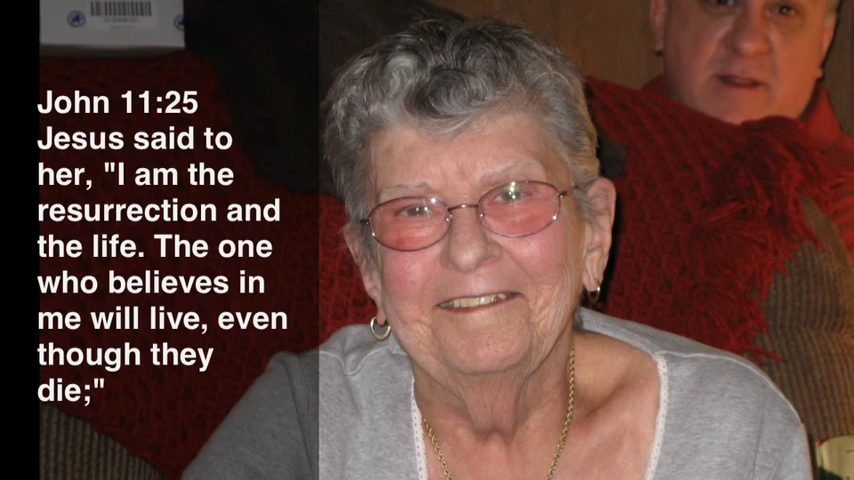 John 11:25
Jesus said to
her, "I am the
resurrection and
the life. The one
who believes in
me will live, even
though they
die;"